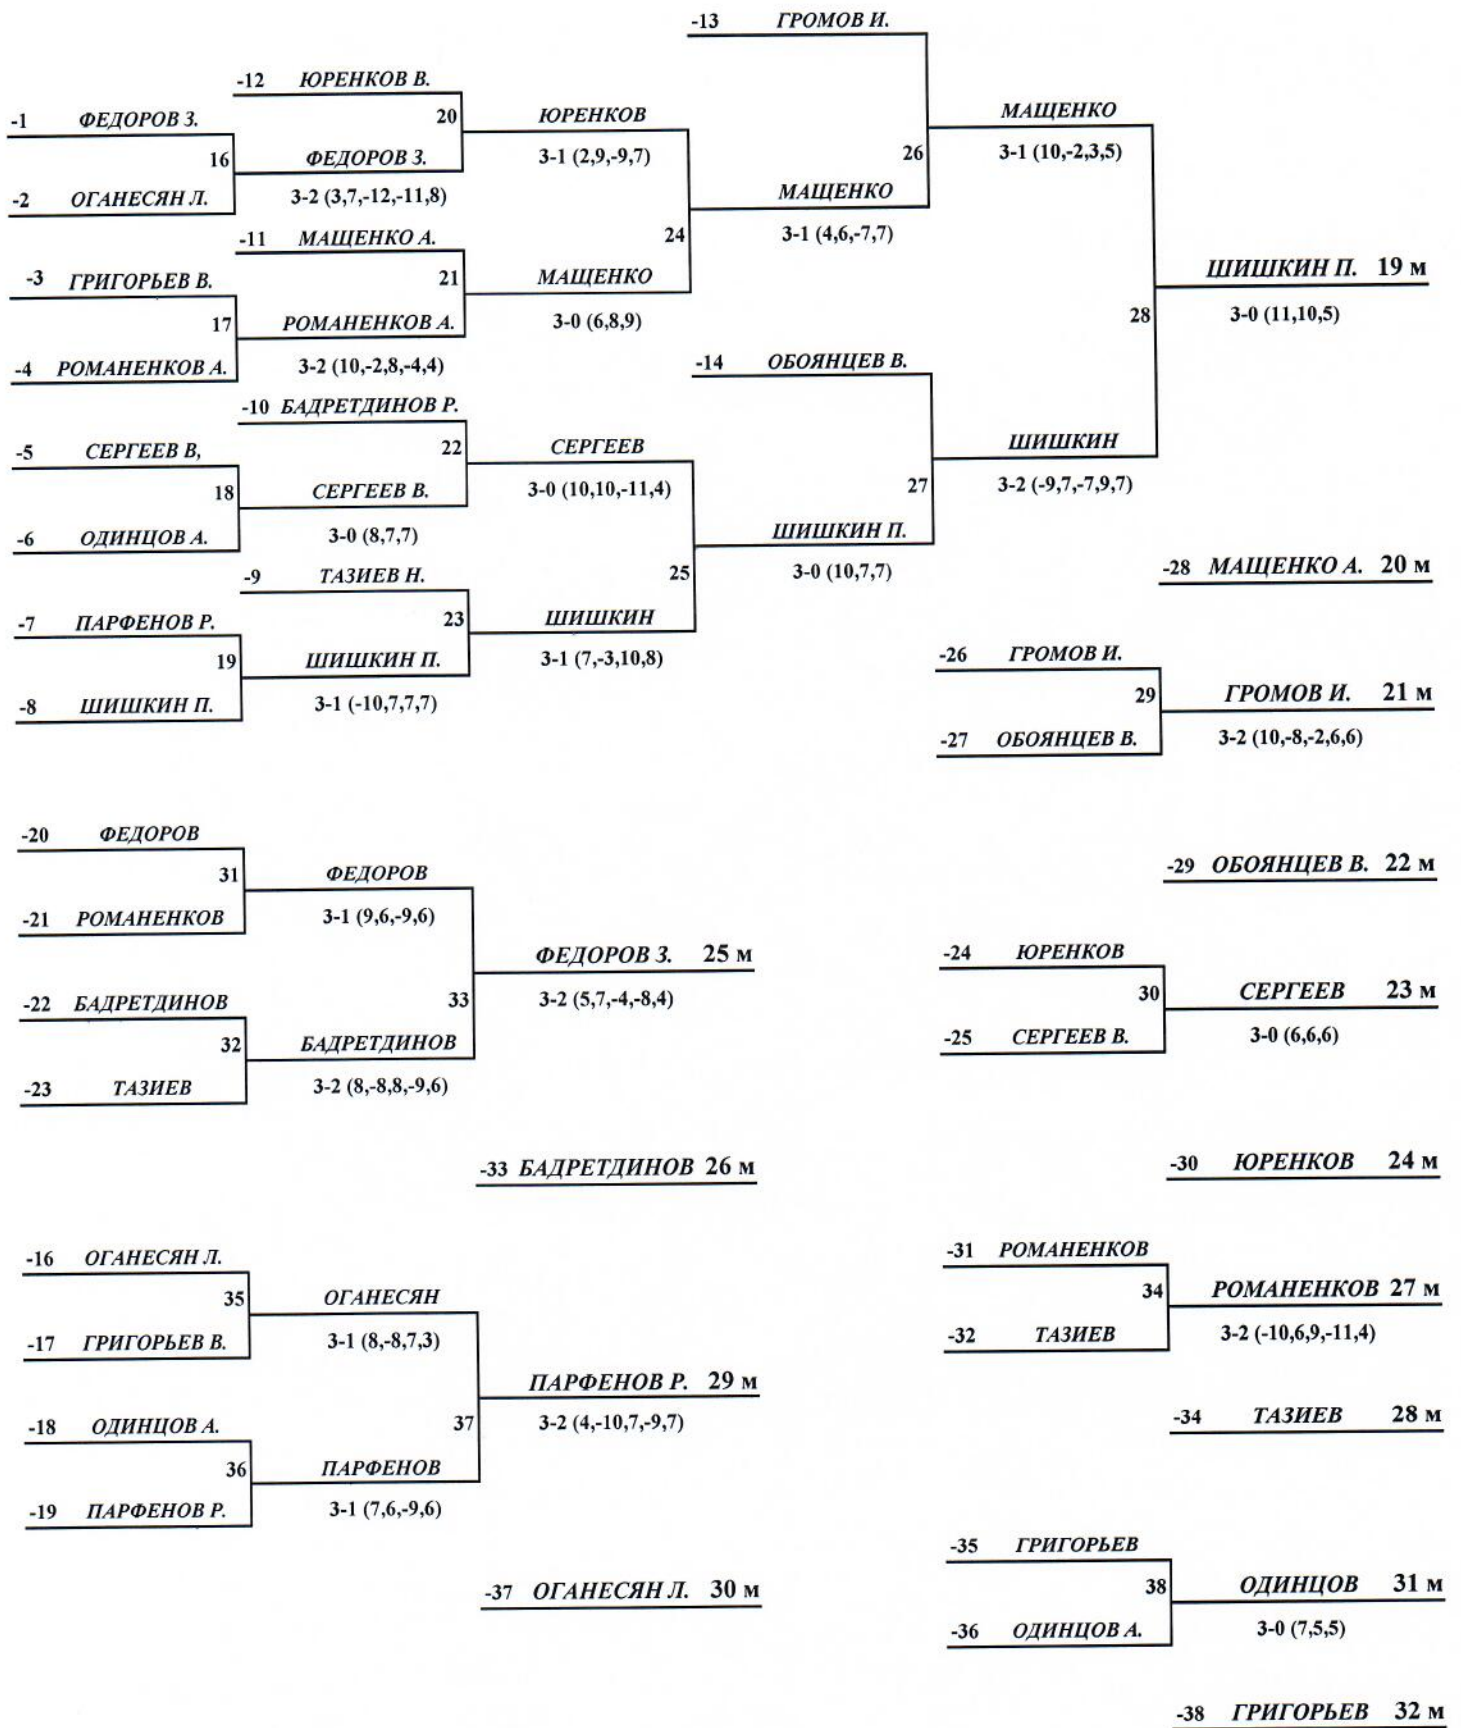 -13 ГРОМОВ И.
-12 ЮРЕНКОВ В.
20 ЮРЕНКОВ МАЩЕНКО
-1 ФЕДОРОВ З.
16 ФЕДОРОВ З. 3-1 (2,9,-9,7) 26 3-1 (10,-2,3,5)
-2 ОГАНЕСЯН Л. 3-2 (3,7,-12,-11,8) МАЩЕНКО
-11 МАЩЕНКО А. 24 3-1 (4,6,-7,7)
-3 ГРИГОРЬЕВ В. 21 МАЩЕНКО ШИШКИН П. 19 м
17 РОМАНЕНКОВ А. 3-0 (6,8,9) 28 3-0 (11,10,5)
-4 РОМАНЕНКОВ А. 3-2 (10,-2,8,-4,4) -14 ОБОЯНЦЕВ В.
-10 БАДРЕТДИНОВ Р.
-5 СЕРГЕЕВ В, 22 СЕРГЕЕВ ШИШКИН
18 СЕРГЕЕВ В. 3-0 (10,10,-11,4) 27 3-2 (-9,7,-7,9,7)
-6 ОДИНЦОВ А. 3-0 (8,7,7) ШИШКИН П.
-9 ТАЗИЕВ Н. 25 3-0 (10,7,7) -28 МАЩЕНКО А. 20 м
-7 ПАРФЕНОВ Р. 23 ШИШКИН
19 ШИШКИН П. 3-1 (7,-3,10,8) -26 ГРОМОВ И.
-8 ШИШКИН П. 3-1 (-10,7,7,7) 29 ГРОМОВ И. 21 м
-27 ОБОЯНЦЕВ В. 3-2 (10,-8,-2,6,6)
-20 ФЕДОРОВ
31 ФЕДОРОВ -29 ОБОЯНЦЕВ В. 22 м
-21 РОМАНЕНКОВ 3-1 (9,6,-9,6)
ФЕДОРОВ З. 25 м -24 ЮРЕНКОВ
-22 БАДРЕТДИНОВ 33 3-2 (5,7,-4,-8,4) 30 СЕРГЕЕВ 23 м
32 БАДРЕТДИНОВ -25 СЕРГЕЕВ В. 3-0 (6,6,6)
-23 ТАЗИЕВ 3-2 (8,-8,8,-9,6)
-33 БАДРЕТДИНОВ 26 м -30 ЮРЕНКОВ 24 м
-16 ОГАНЕСЯН Л. -31 РОМАНЕНКОВ
35 ОГАНЕСЯН 34 РОМАНЕНКОВ 27 м
-17 ГРИГОРЬЕВ В. 3-1 (8,-8,7,3) -32 ТАЗИЕВ 3-2 (-10,6,9,-11,4)
ПАРФЕНОВ Р. 29 м
-18 ОДИНЦОВ А. 37 3-2 (4,-10,7,-9,7) -34 ТАЗИЕВ 28 м
36 ПАРФЕНОВ
-19 ПАРФЕНОВ Р. 3-1 (7,6,-9,6)
-35 ГРИГОРЬЕВ
-37 ОГАНЕСЯН Л. 30 м 38 ОДИНЦОВ 31 м
-36 ОДИНЦОВ А. 3-0 (7,5,5)
-38 ГРИГОРЬЕВ 32 м